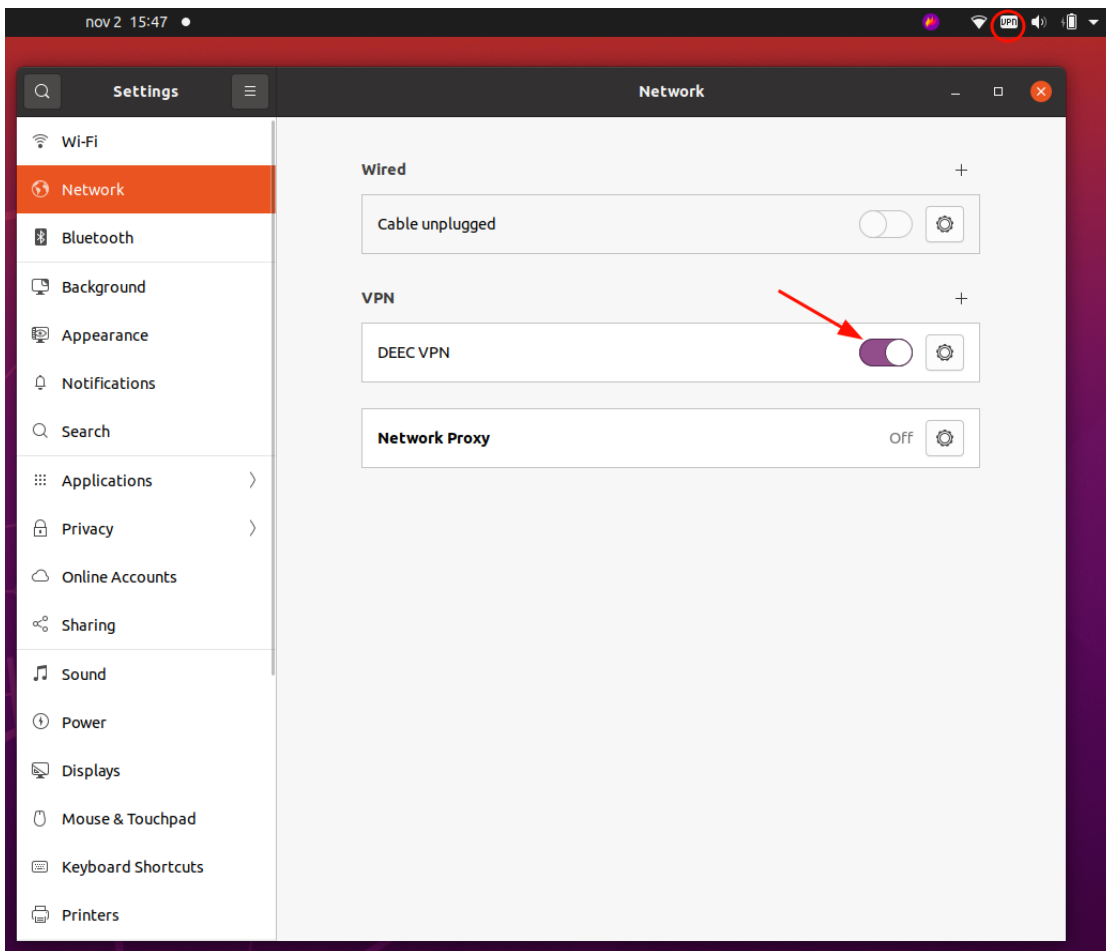 nov 2 15:47
VPN
Settings
Network
Wi-Fi
Network
Bluetooth
Background
Appearance
Notifications
Search
Applications
Privacy
Online Accounts
Sharing
Sound
Power
Displays
Mouse & Touchpad
Keyboard Shortcuts
Printers
Wired
Cable unplugged
VPN
DEEC VPN
Network Proxy Off